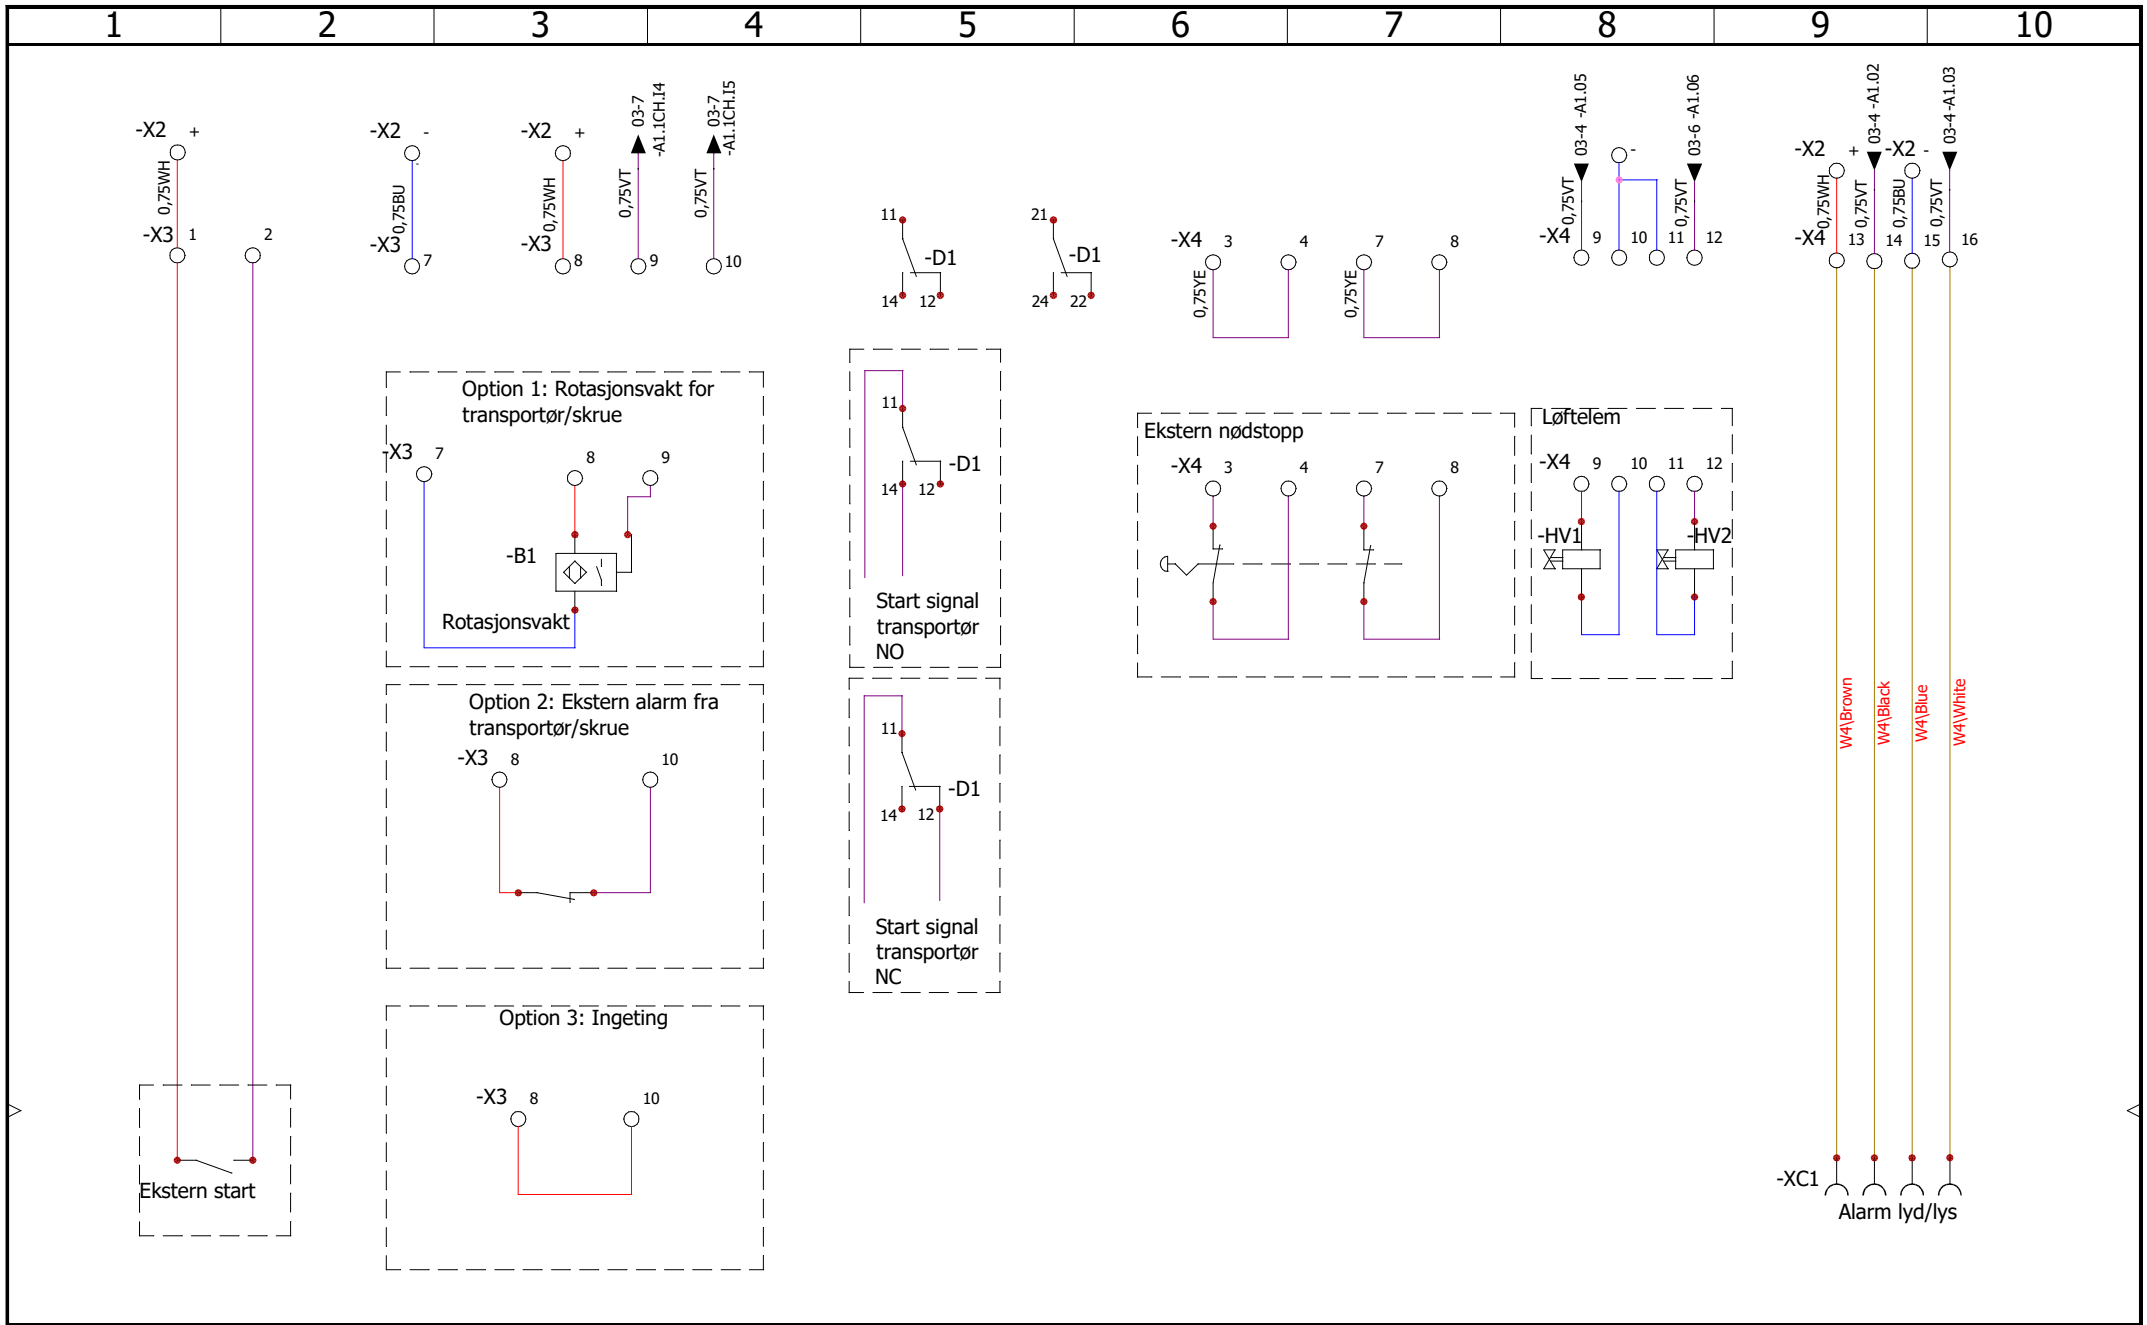 1 2 3 4 5 6 7 8 9 10
-X2 +
0,75WH
-X3 1
2
-X2 -
-
0,75BU
-X3
7
-X2 +
0,75WH
-X3
8
03-7
-A1.1CH.I4
0,75VT
9
03-7
-A1.1CH.I5
0,75VT
10
11
-D1
14 12
21
-D1
24 22
-X4 3 4
0,75YE
7 8
0,75YE
03-4 -A1.05
0,75VT
-X4 9
-
10 11
03-6 -A1.06
0,75VT
12
-X2 +
0,75WH
-X4 13
03-4 -A1.02
0,75VT
14
-X2 -
0,75BU
15
03-4 -A1.03
0,75VT
16
Option 1: Rotasjonsvakt for
transportør/skrue
-X3 7 8 9
-B1
Rotasjonsvakt
Option 2: Ekstern alarm fra
transportør/skrue
-X3 8 10
Option 3: Ingeting
-X3 8 10
11
-D1
14 12
Start signal
transportør
NO
11
-D1
14 12
Start signal
transportør
NC
Ekstern nødstopp
-X4 3 4 7 8
Løftelem
-X4 9 10 11 12
-HV1 -HV2
W4\Brown
W4\Black
W4\Blue
W4\White
Ekstern start
-XC1
Alarm lyd/lys